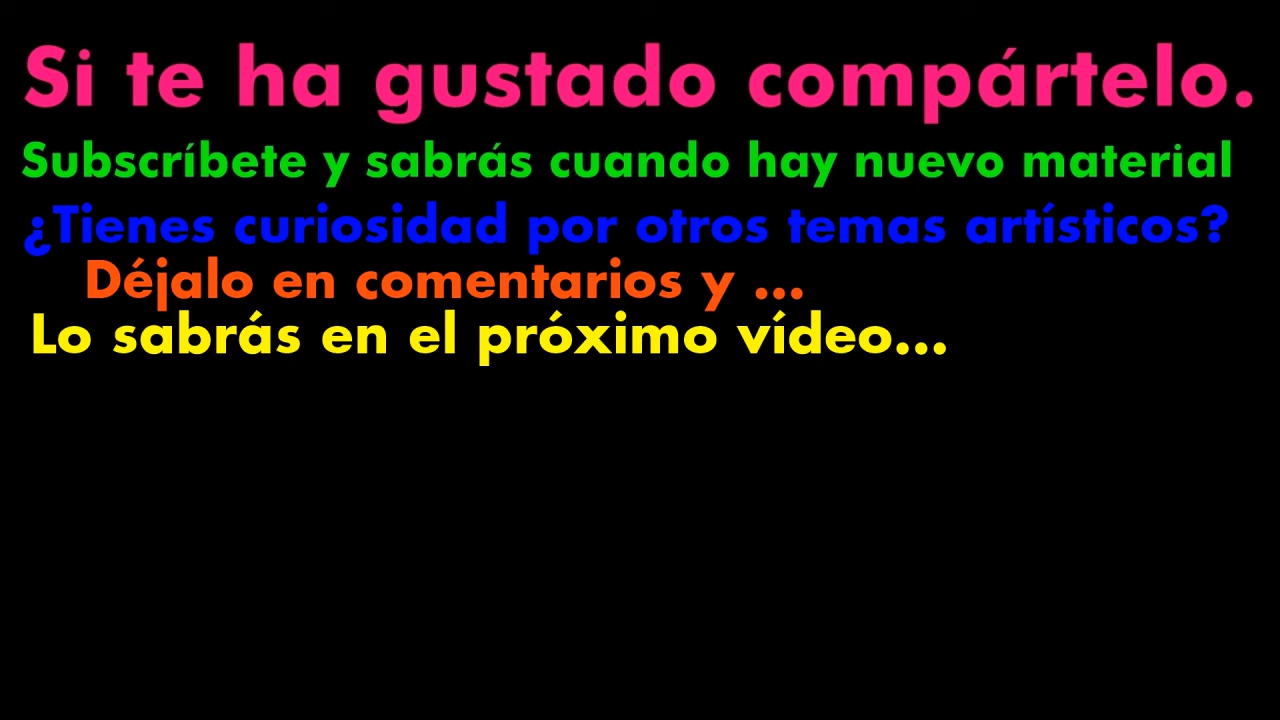 Si te ha gustado compártelo.
Subscríbete y sabrás cuando hay nuevo material
¿Tienes curiosidad por otros temas artísticos?
Déjalo en comentarios y ...
Lo sabrás en el próximo vídeo...